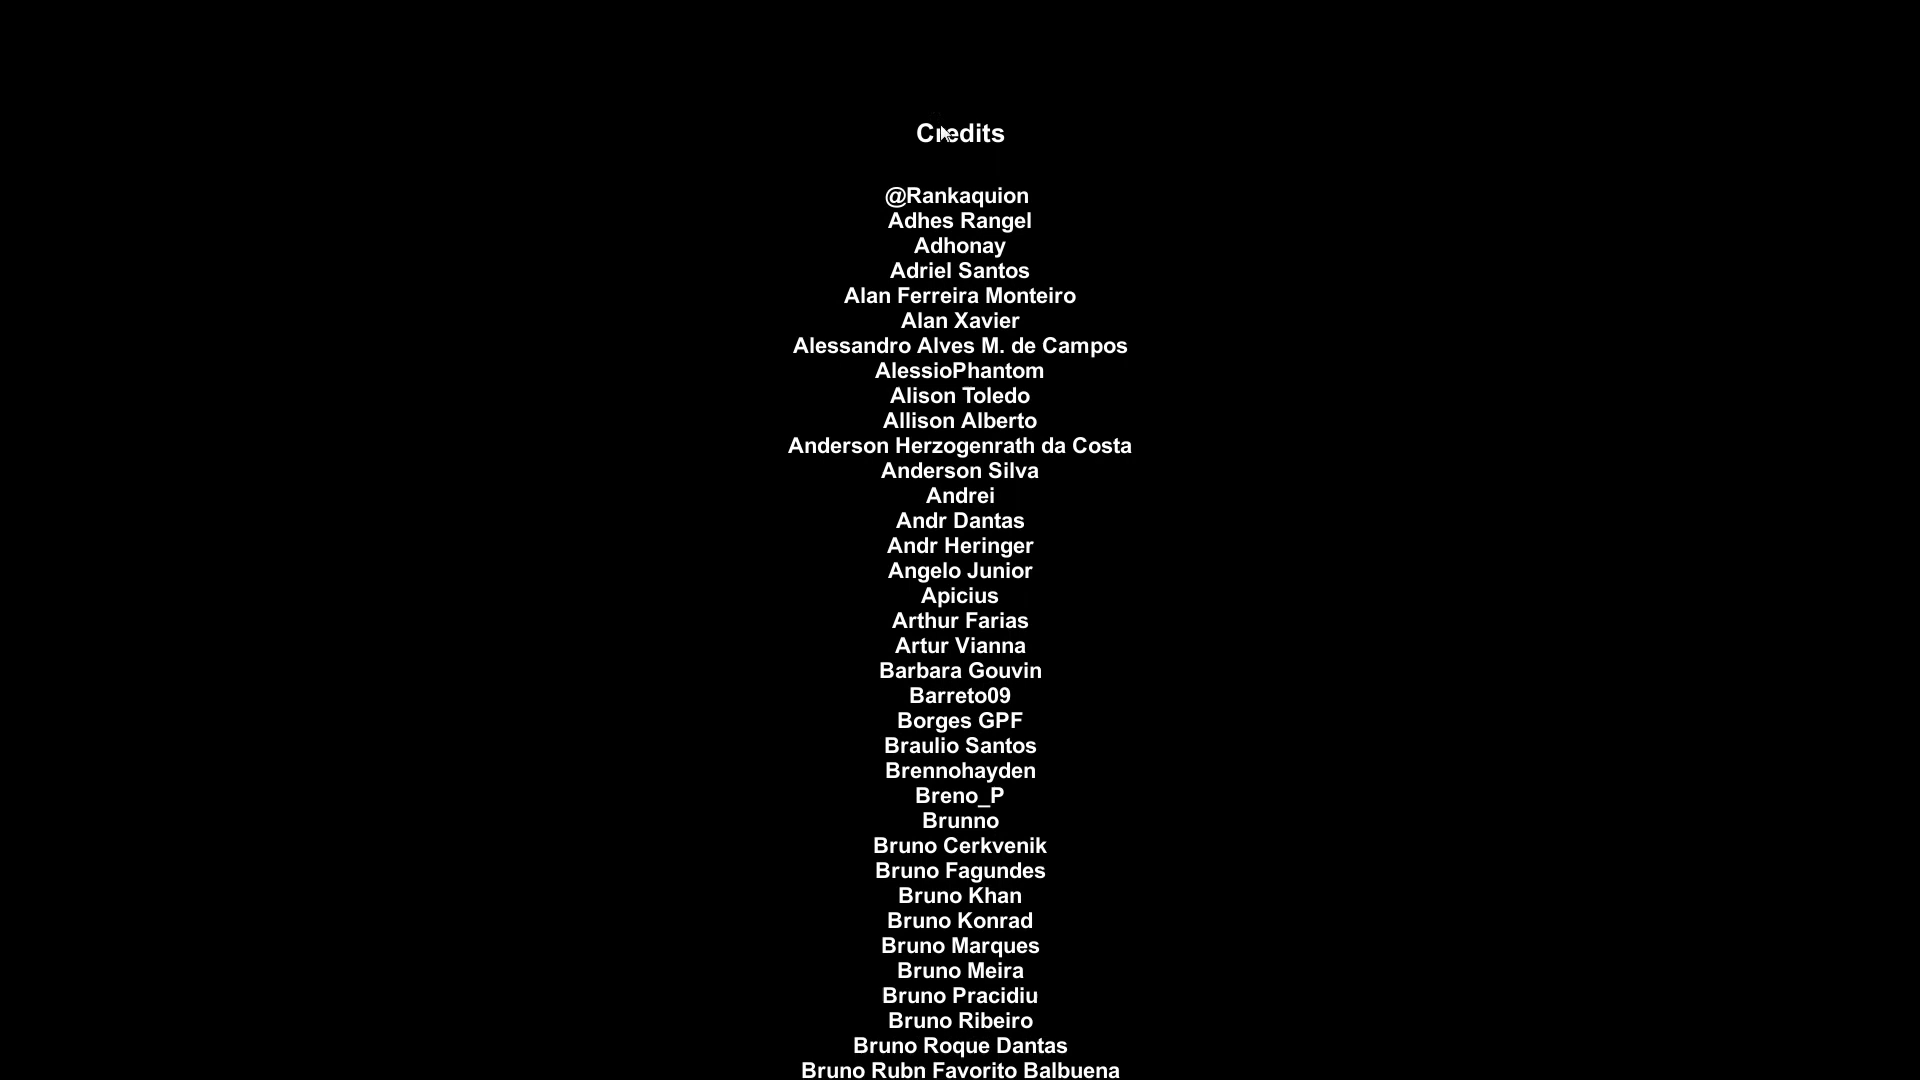 Credits
@Rankaquion
Adhes Rangel
Adhonay
Adriel Santos
Alan Ferreira Monteiro
Alan Xavier
Alessandro Alves M. de Campos
AlessioPhantom
Alison Toledo
Allison Alberto
Anderson Herzogenrath da Costa
Anderson Silva
Andrei
Andr Dantas
Andr Heringer
Angelo Junior
Apicius
Arthur Farias
Artur Vianna
Barbara Gouvin
Barreto09
Borges GPF
Braulio Santos
Brennohayden
Breno_P
Brunno
Bruno Cerkvenik
Bruno Fagundes
Bruno Khan
Bruno Konrad
Bruno Marques
Bruno Meira
Bruno Pracidiu
Bruno Ribeiro
Bruno Roque Dantas
Bruno Rubn Favorito Balbuena